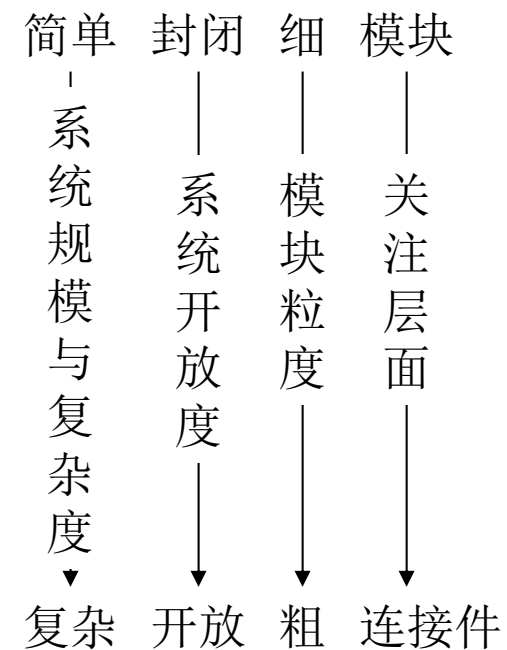 简单 封闭 细 模块
系统规模与复杂度
系统开放度
模块粒度
关注层面
复杂 开放 粗 连接件